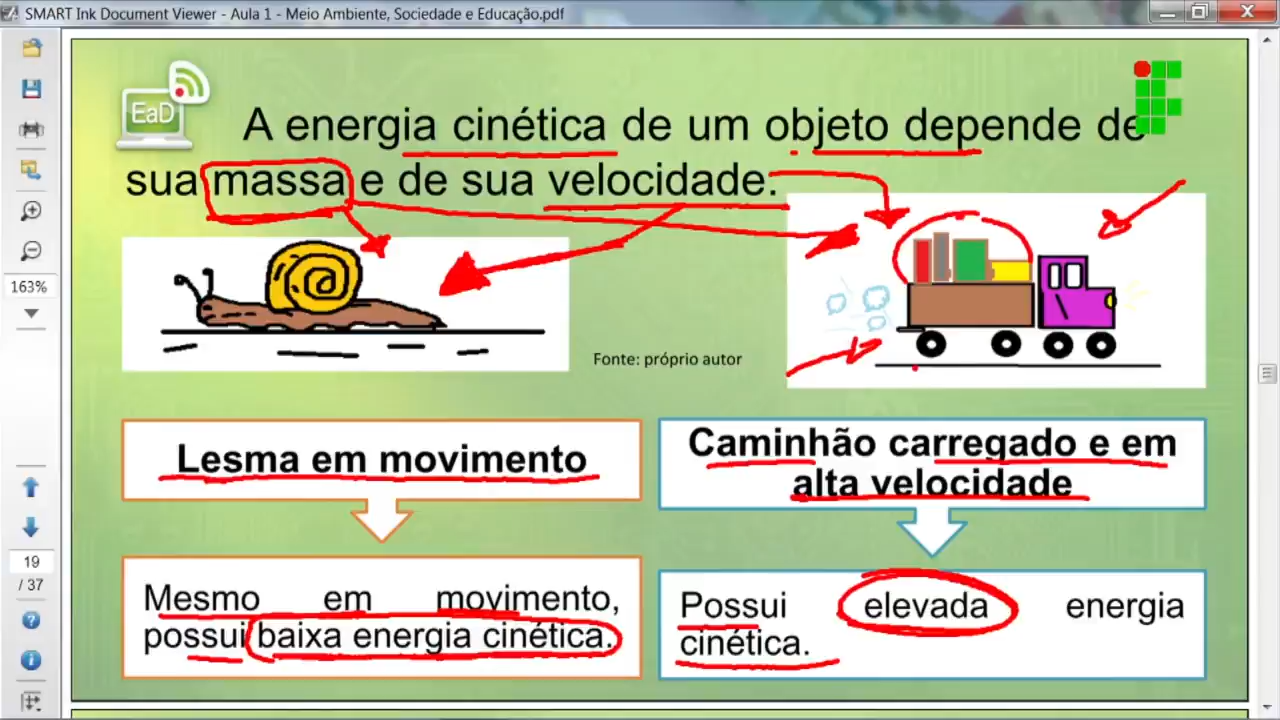 SMART Ink Document Viewer - Aula 1 - Meio Ambiente, Sociedade e Educação.pdf
EaD
A energia cinética de um objeto depende de
sua massa e de sua velocidade.
163%
Fonte: próprio autor
Lesma em movimento
Caminhão carregado e em
alta velocidade
Mesmo em movimento,
possui baixa energia cinética.
Possui elevada energia
cinética.
19
/ 37